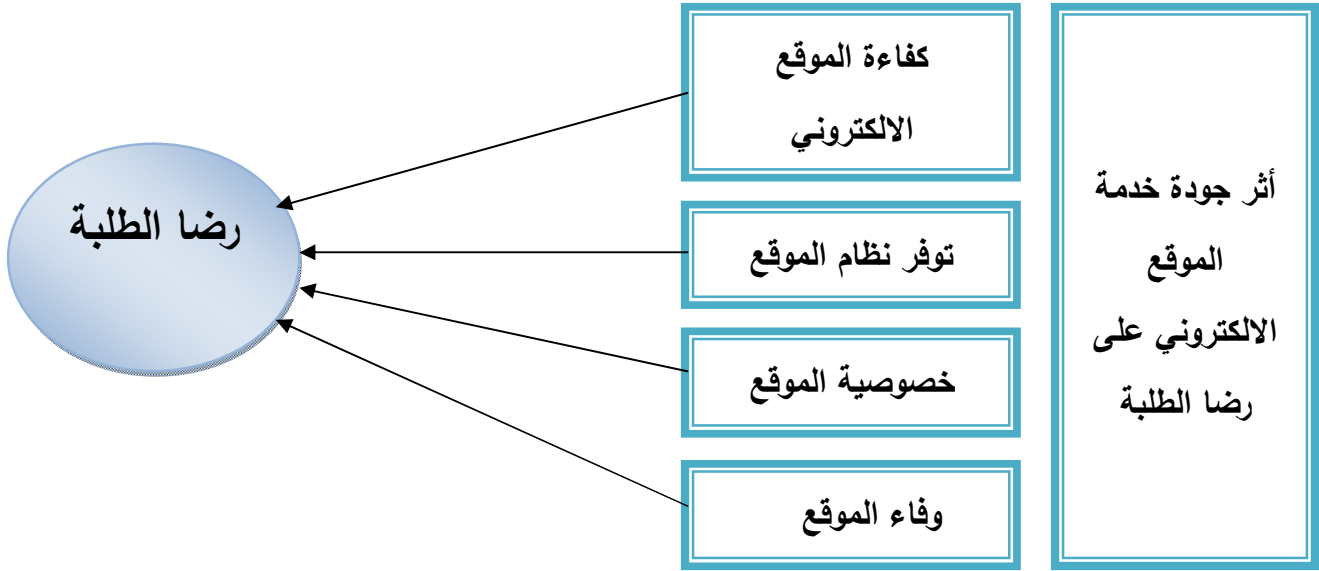 أثر جودة خدمة
الموقع
الالكتروني على
رضا الطلبة
كفاءة الموقع
الالكتروني
توفر نظام الموقع
خصوصية الموقع
وفاء الموقع
رضا الطلبة